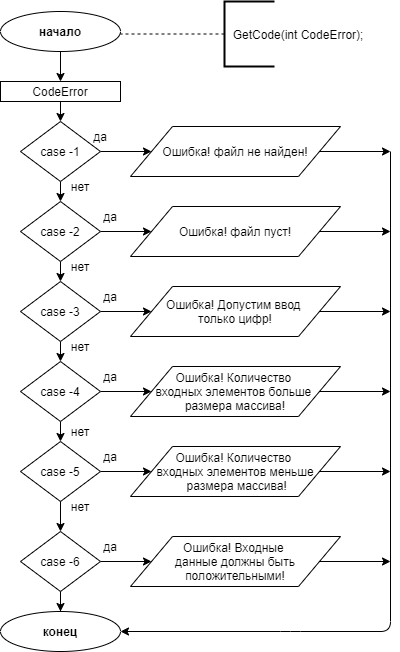 начало
GetCode(int CodeError);
CodeError
да
case -1
Ошибка! файл не найден!
нет
да
case -2
Ошибка! файл пуст!
нет
да
case -3
Ошибка! Допустим ввод
только цифр!
нет
да
case -4
Ошибка! Количество
входных элементов больше
размера массива!
нет
да
case -5
Ошибка! Количество
входных элементов меньше
размера массива!
нет
да
case -6
Ошибка! Входные
данные должны быть
положительными!
конец